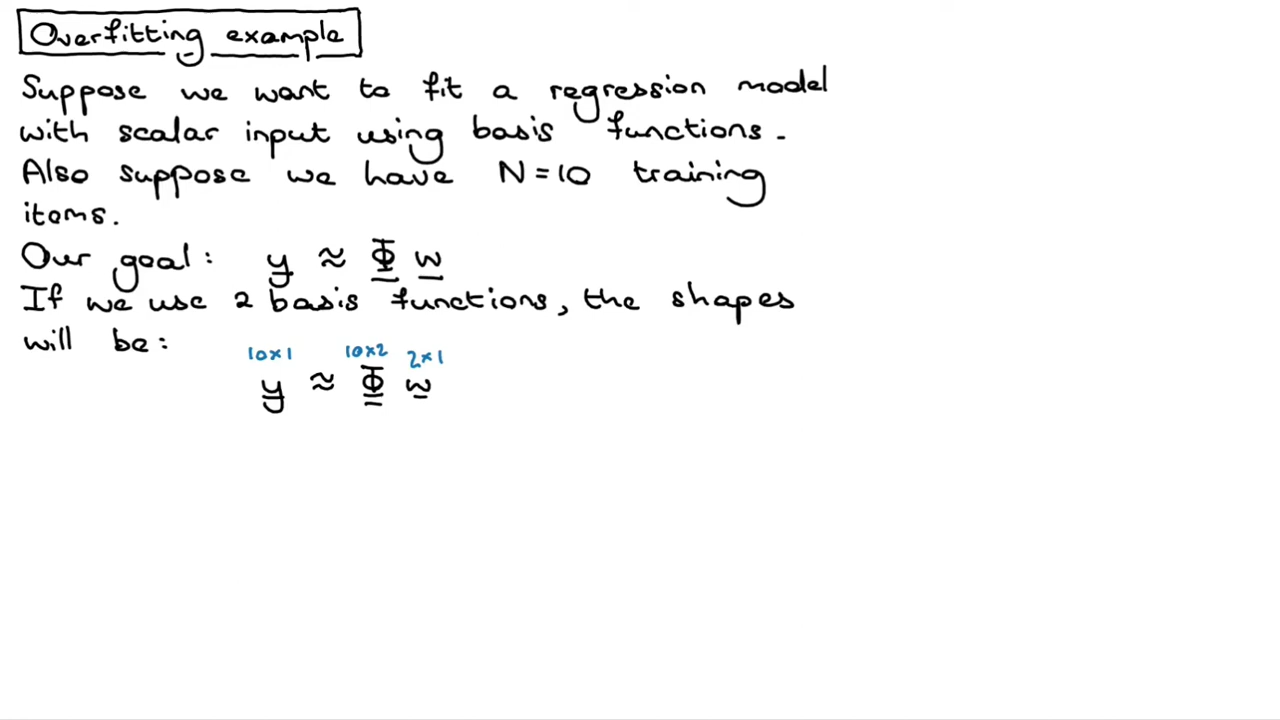 Overfitting example
Suppose we want to fit a regression model
with scalar input using basis functions.
Also suppose we have N=10 training
items.
Our goal: y ≈ Φ w
If we use 2 basis functions, the shapes
will be:
10×1 10×2 2×1
y ≈ Φ w